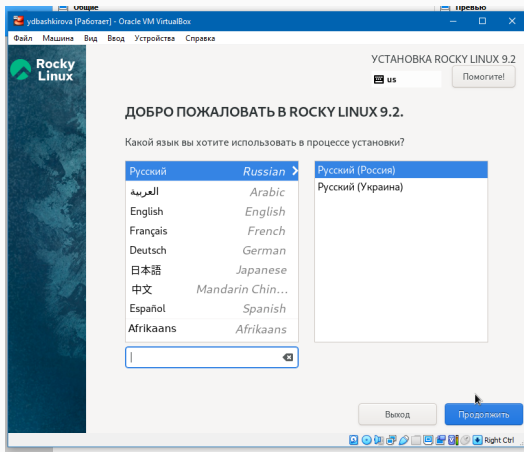 Общие
Превью
ydbashkirova [Работает] - Oracle VM VirtualBox
Файл Машина Вид Ввод Устройства Справка
Rocky
Linux
УСТАНОВКА ROCKY LINUX 9.2
us
Помогите!
ДОБРО ПОЖАЛОВАТЬ В ROCKY LINUX 9.2.
Какой язык вы хотите использовать в процессе установки?
Русский Russian
العربية Arabic
English English
Français French
Deutsch German
日本語 Japanese
中文 Mandarin Chin...
Español Spanish
Afrikaans Afrikaans
Русский (Россия)
Русский (Украина)
Выход
Продолжить
Right Ctrl